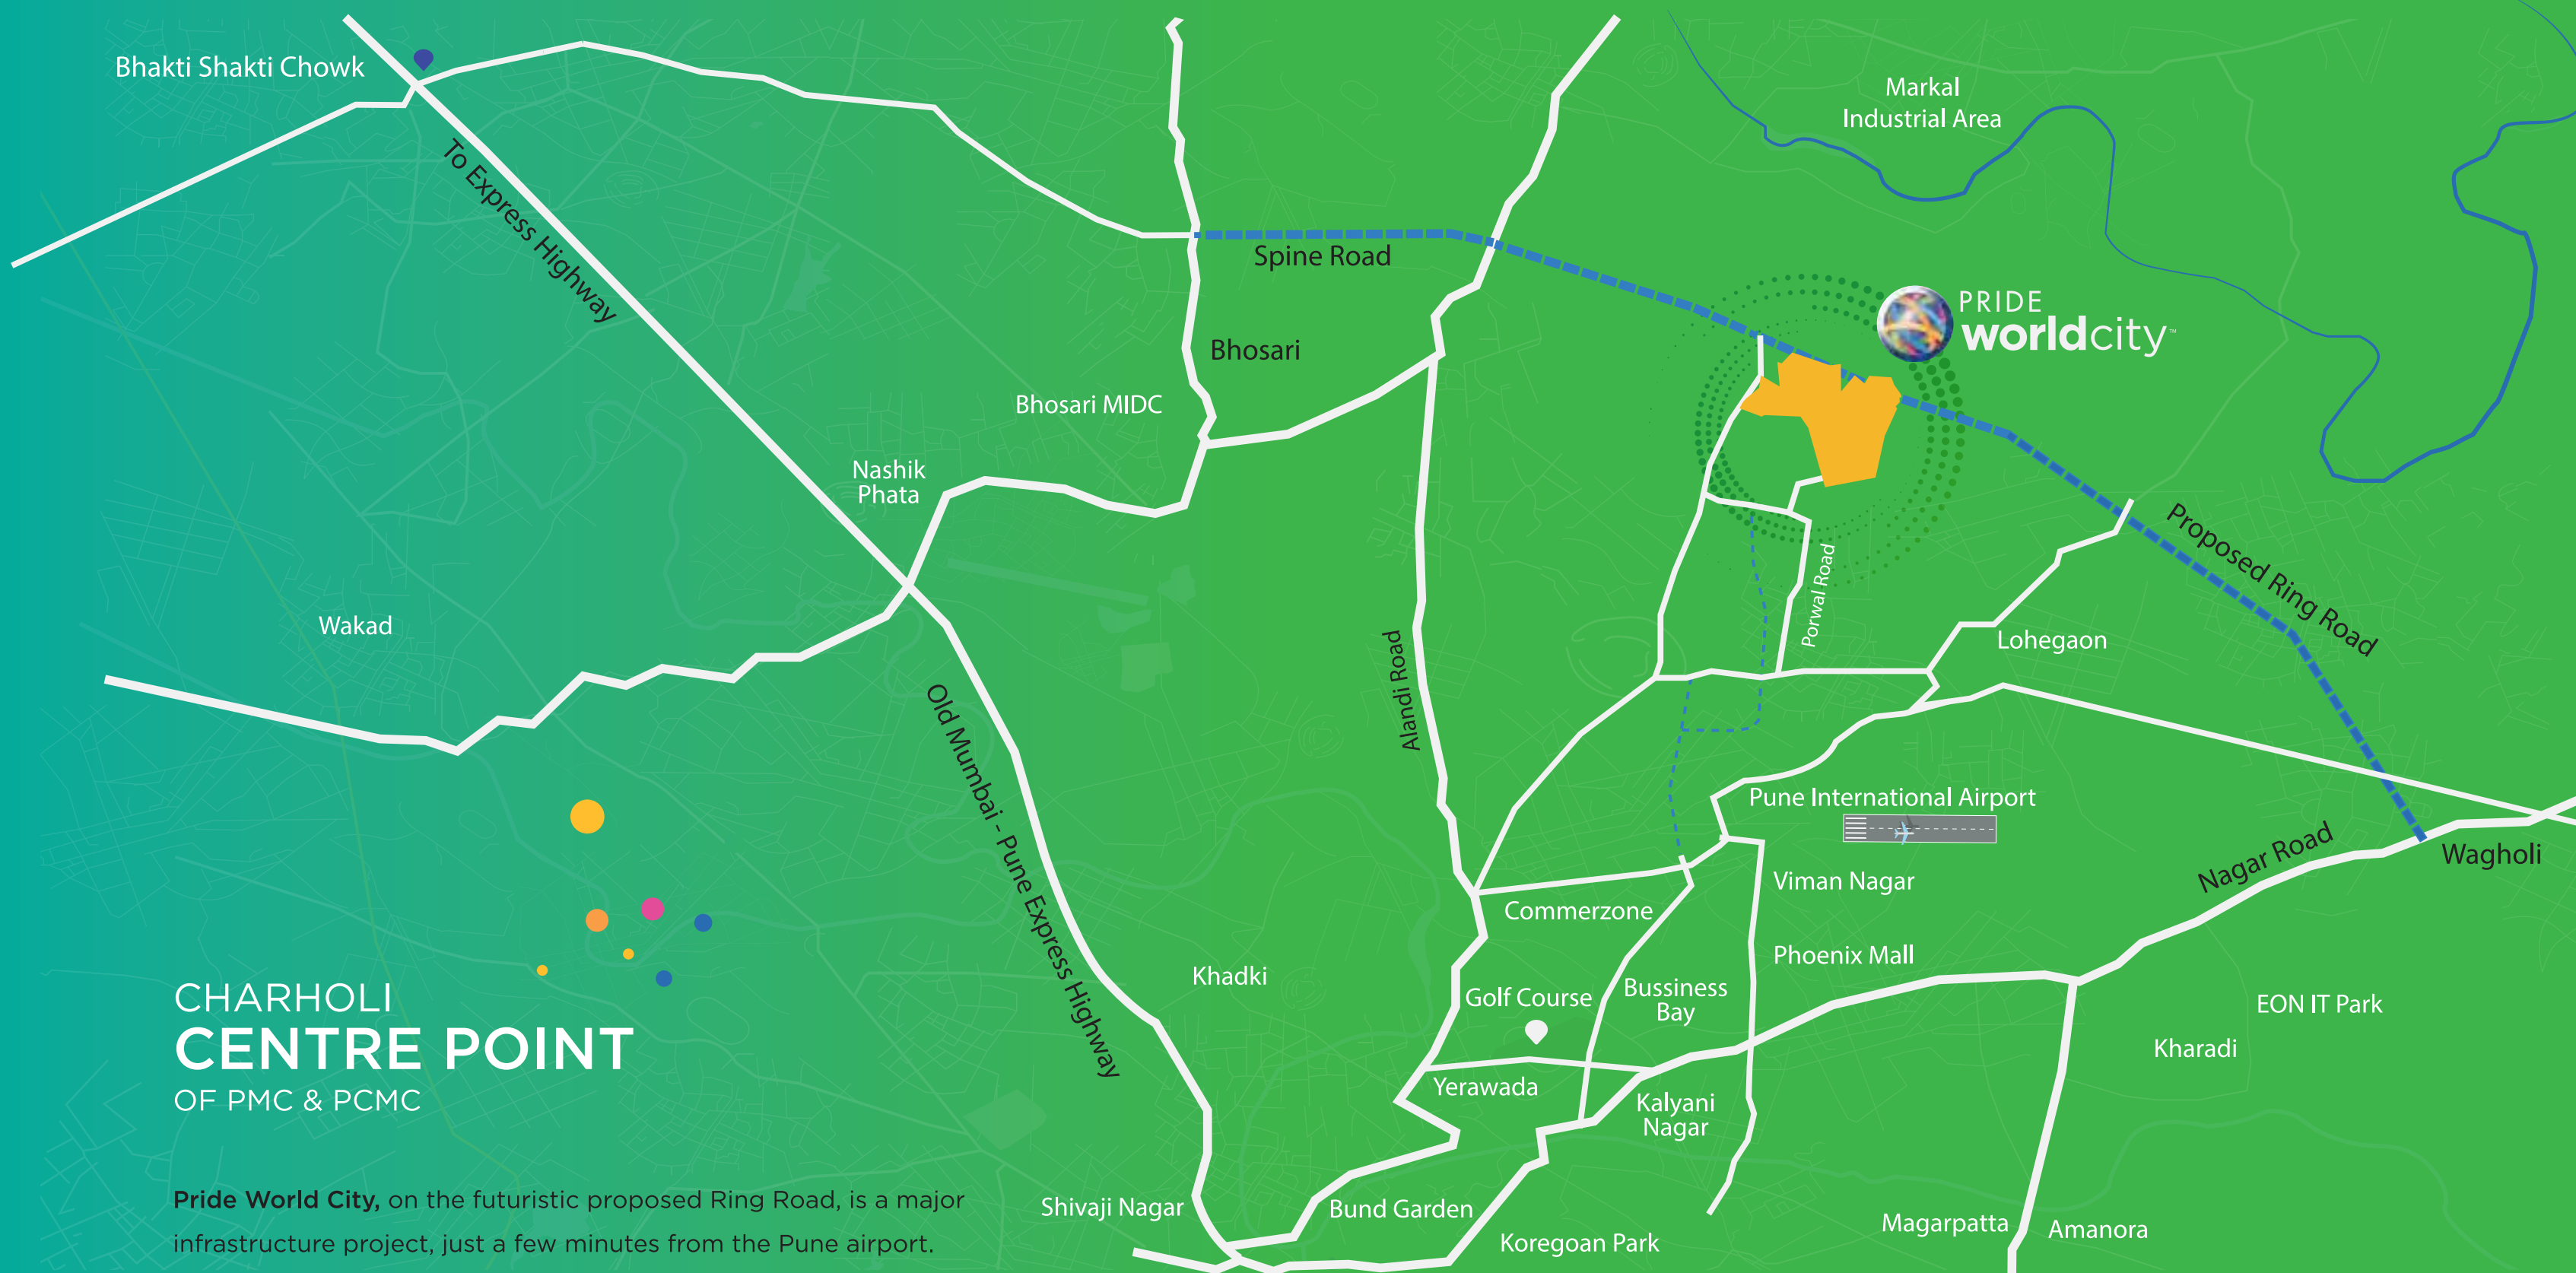 Bhakti Shakti Chowk
To Express Highway
Markal
Industrial Area
Spine Road
PRIDE
worldcity™
Bhosari
Bhosari MIDC
Nashik
Phata
Proposed Ring Road
Porwal Road
Wakad
Lohegaon
Alandi Road
Old Mumbai - Pune Express Highway
Pune International Airport
Nagar Road
Wagholi
Viman Nagar
Commerzone
Phoenix Mall
Khadki
Golf Course
Bussiness
Bay
EON IT Park
Kharadi
Yerawada
Kalyani
Nagar
CHARHOLI
CENTRE POINT
OF PMC & PCMC
Pride World City, on the futuristic proposed Ring Road, is a major
infrastructure project, just a few minutes from the Pune airport.
Shivaji Nagar
Bund Garden
Koregoan Park
Magarpatta
Amanora